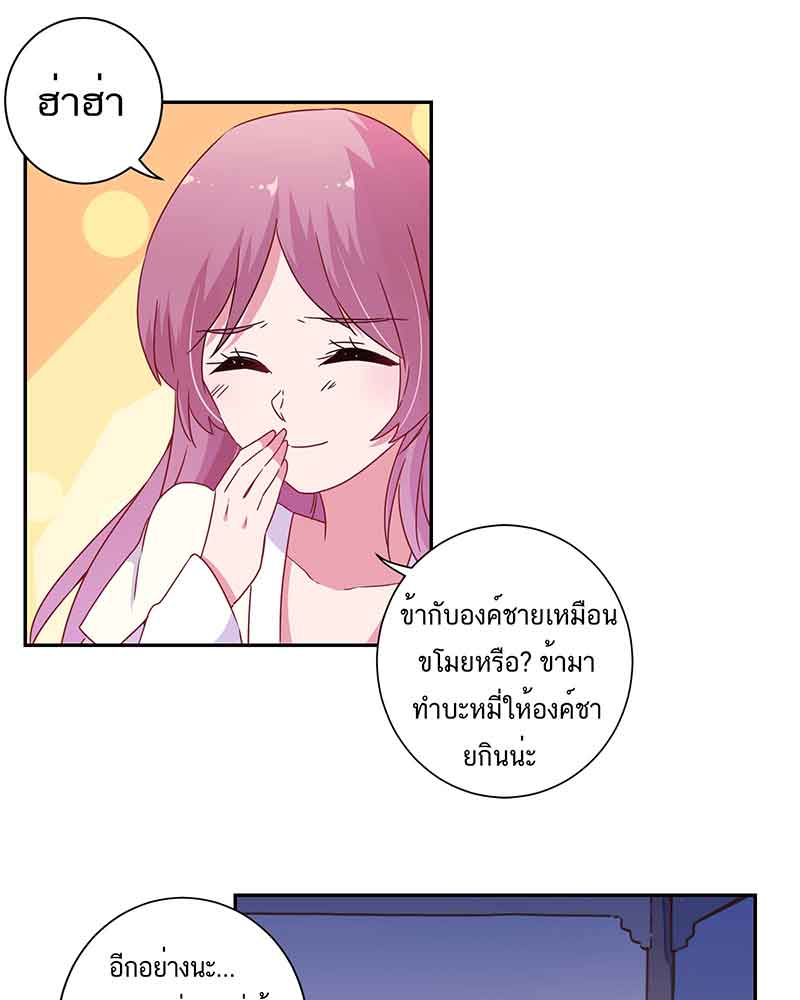 ฮ่าฮ่า
ข้ากับองค์ชายเหมือน
ขโมยหรือ? ข้ามา
ทำบะหมี่ให้องค์ชา
ยกินน่ะ
อีกอย่างนะ...